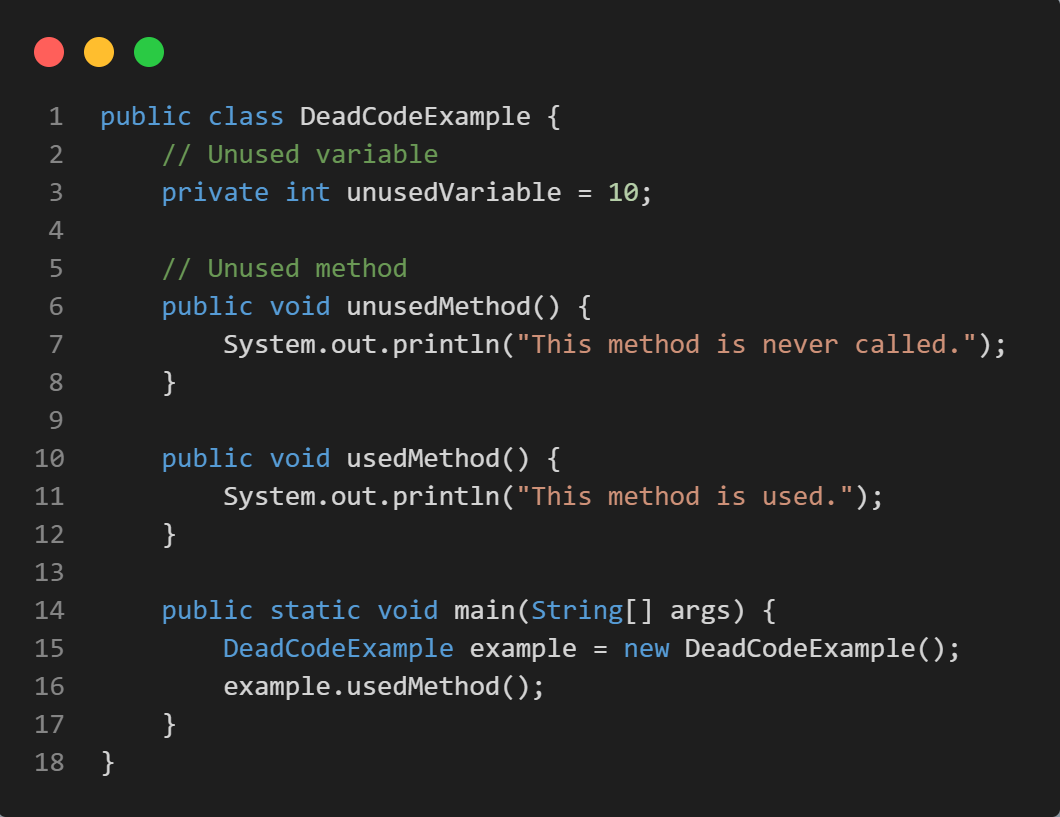 1 public class DeadCodeExample {
2     // Unused variable
3     private int unusedVariable = 10;
4
5     // Unused method
6     public void unusedMethod() {
7         System.out.println("This method is never called.");
8     }
9
10     public void usedMethod() {
11         System.out.println("This method is used.");
12     }
13
14     public static void main(String[] args) {
15         DeadCodeExample example = new DeadCodeExample();
16         example.usedMethod();
17     }
18 }